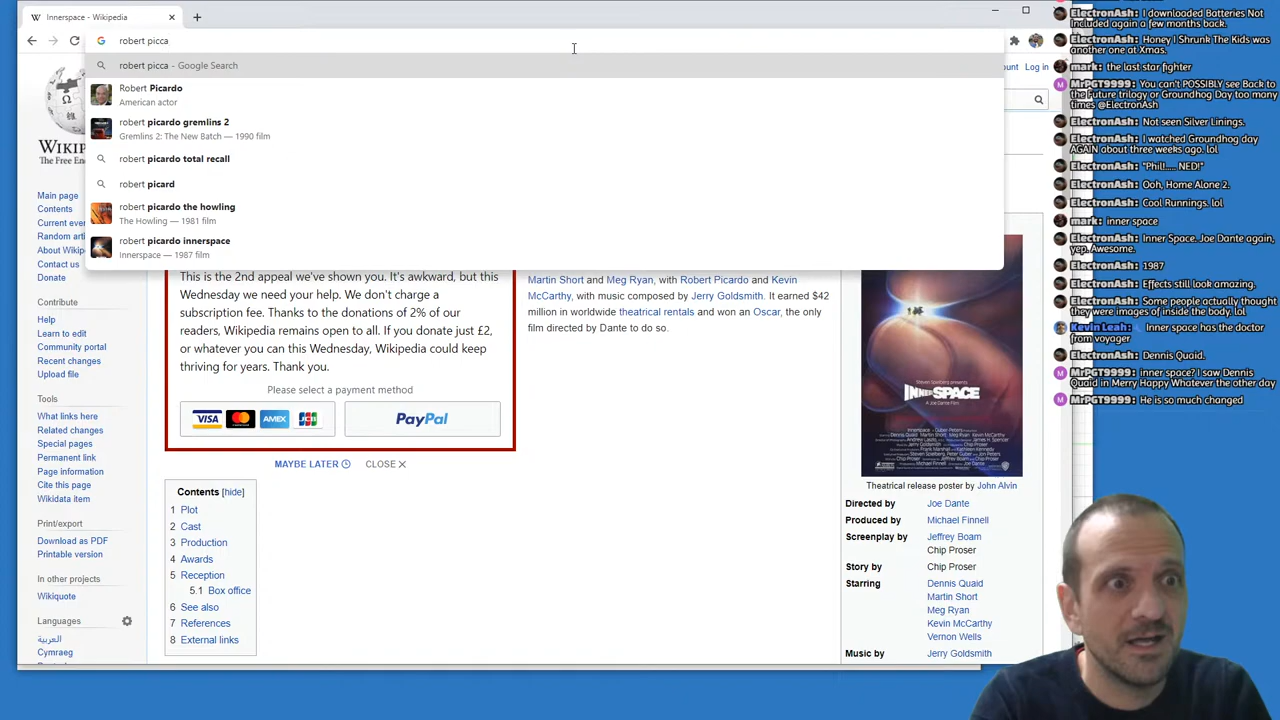 Innerspace - Wikipedia
robert picca
robert picca - Google Search
Robert Picardo
American actor
robert picardo gremlins 2
Gremlins 2: The New Batch — 1990 film
robert picardo total recall
robert picard
robert picardo the howling
The Howling — 1981 film
robert picardo innerspace
Innerspace — 1987 film
ount Log in
WIKIP
The Free En
Main page
Contents
Current eve
Random art
About Wikip
Contact us
Donate
Contribute
Help
Learn to edit
Community portal
Recent changes
Upload file
Tools
What links here
Related changes
Special pages
Permanent link
Page information
Cite this page
Wikidata item
Print/export
Download as PDF
Printable version
In other projects
Wikiquote
Languages
العربية
Cymraeg
This is the 2nd appeal we've shown you. It's awkward, but this
Wednesday we need your help. We don't charge a
subscription fee. Thanks to the donations of 2% of our
readers, Wikipedia remains open to all. If you donate just £2,
or whatever you can this Wednesday, Wikipedia could keep
thriving for years. Thank you.
Please select a payment method
VISA
AMEX
JCB
PayPal
MAYBE LATER
CLOSE
Contents [hide]
1 Plot
2 Cast
3 Production
4 Awards
5 Reception
5.1 Box office
6 See also
7 References
8 External links
Martin Short and Meg Ryan, with Robert Picardo and Kevin
McCarthy, with music composed by Jerry Goldsmith. It earned $42
million in worldwide theatrical rentals and won an Oscar, the only
film directed by Dante to do so.
INNERSPACE
Theatrical release poster by John Alvin
Directed by Joe Dante
Produced by Michael Finnell
Screenplay by Jeffrey Boam
Chip Proser
Story by Chip Proser
Starring Dennis Quaid
Martin Short
Meg Ryan
Kevin McCarthy
Vernon Wells
Music by Jerry Goldsmith
ElectronAsh: I downloaded Batteries Not
Included again a few months back.
ElectronAsh: Honey I Shrunk The Kids was
another one at Xmas.
mark: the last star fighter
MrPGT9999: You can't POSSIBLY see Back to
the Future trilogy or Groundhog Day too many
times @ElectronAsh
ElectronAsh: Not seen Silver Linings.
ElectronAsh: I watched Groundhog day
AGAIN about three weeks ago. lol
ElectronAsh: "Phil!..... NED!"
ElectronAsh: Ooh, Home Alone 2.
ElectronAsh: Cool Runnings. lol
mark: inner space
ElectronAsh: Inner Space. Joe Dante again,
yep. Awesome.
ElectronAsh: 1987
ElectronAsh: Effects still look amazing.
ElectronAsh: Some people actually thought
they were images of inside the body. lol
Kevin Leah: Inner space has the doctor
from voyager
ElectronAsh: Dennis Quaid.
MrPGT9999: inner space? I saw Dennis
Quaid in Merry Happy Whatever the other day
MrPGT9999: He is so much changed